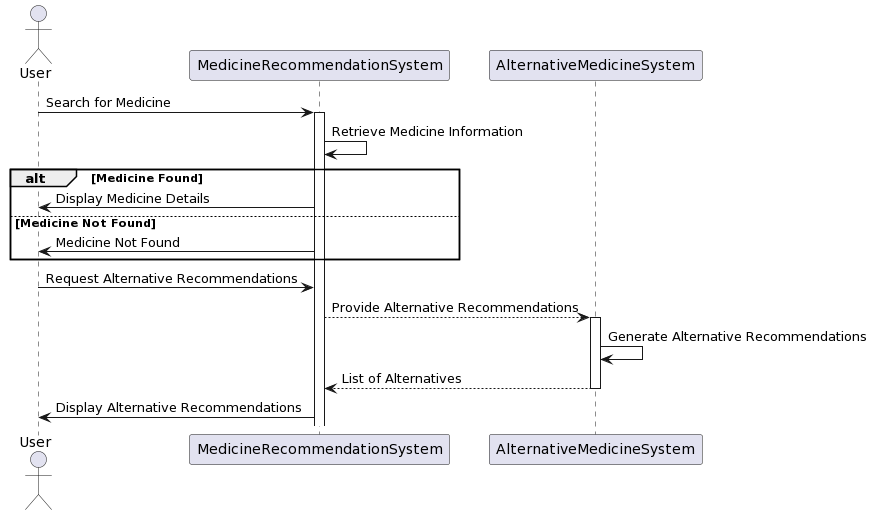 User
MedicineRecommendationSystem
AlternativeMedicineSystem
Search for Medicine
Retrieve Medicine Information
alt
[Medicine Found]
Display Medicine Details
[Medicine Not Found]
Medicine Not Found
Request Alternative Recommendations
Provide Alternative Recommendations
Generate Alternative Recommendations
List of Alternatives
Display Alternative Recommendations
User
MedicineRecommendationSystem
AlternativeMedicineSystem